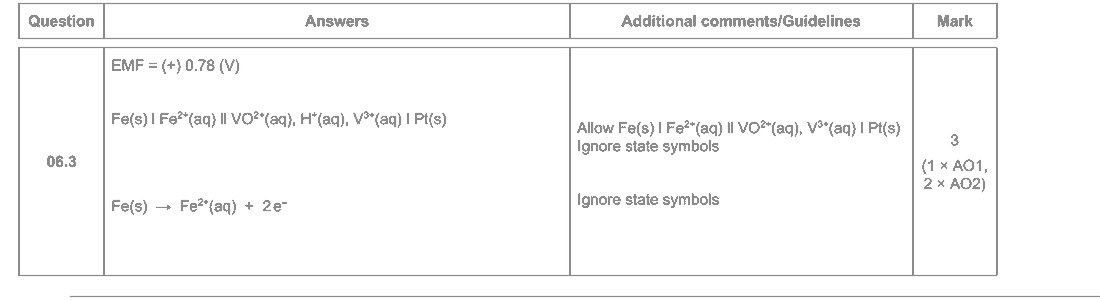 Question Answers Additional comments/Guidelines Mark
EMF = (+) 0.78 (V)
Fe(s) | Fe²⁺(aq) || VO²⁺(aq), H⁺(aq), V³⁺(aq) | Pt(s)
Allow Fe(s) | Fe²⁺(aq) || VO²⁺(aq), V³⁺(aq) | Pt(s)
Ignore state symbols
06.3
3
(1 × AO1,
2 × AO2)
Fe(s) → Fe²⁺(aq) + 2e⁻
Ignore state symbols